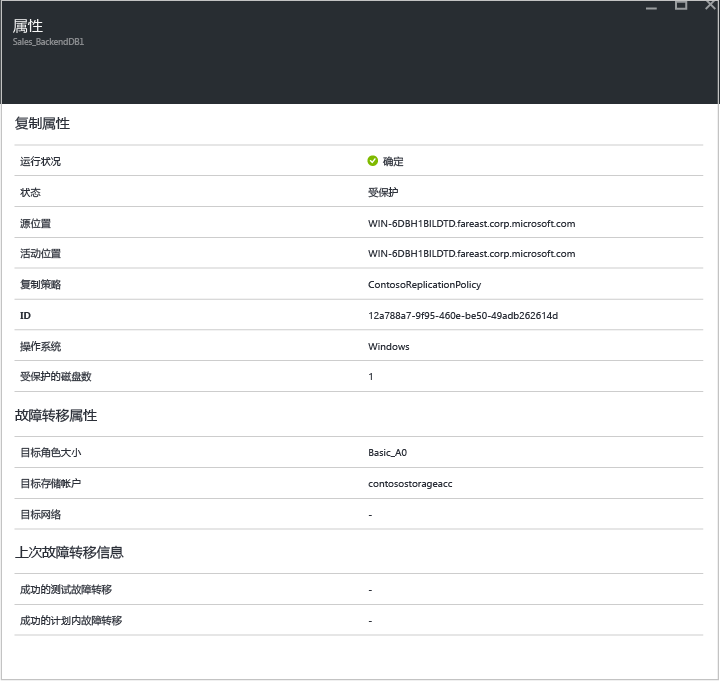 属性
Sales_BackendDB1
复制属性
运行状况 确定
状态 受保护
源位置 WIN-6DBH1BILDTD.fareast.corp.microsoft.com
活动位置 WIN-6DBH1BILDTD.fareast.corp.microsoft.com
复制策略 ContosoReplicationPolicy
ID 12a788a7-9f95-460e-be50-49adb262614d
操作系统 Windows
受保护的磁盘数 1
故障转移属性
目标角色大小 Basic_A0
目标存储帐户 contosostorageacc
目标网络 -
上次故障转移信息
成功的测试故障转移 -
成功的计划内故障转移 -